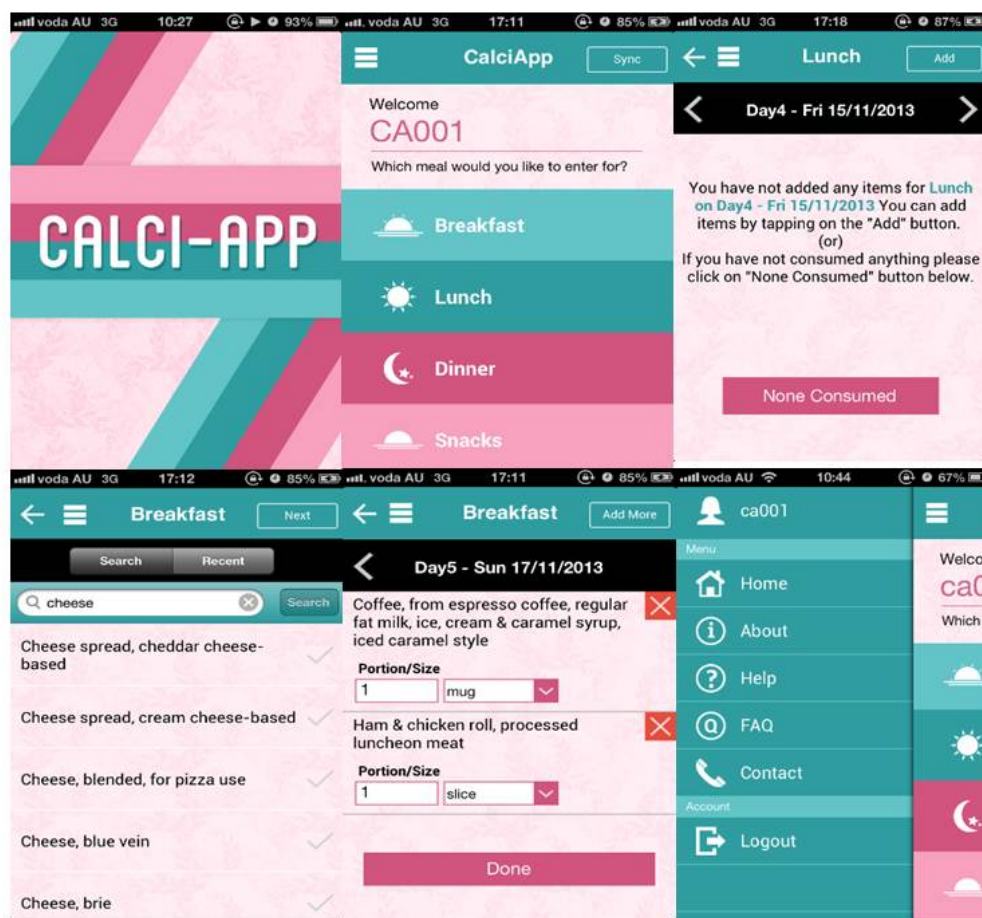 voda AU 3G 10:27 93%
CALCI-APP
voda AU 3G 17:11 85%
CalciApp
Sync
Welcome
CA001
Which meal would you like to enter for?
Breakfast
Lunch
Dinner
Snacks
voda AU 3G 17:18 87%
Lunch
Add
Day4 - Fri 15/11/2013
You have not added any items for Lunch
on Day4 - Fri 15/11/2013 You can add
items by tapping on the "Add" button.
(or)
If you have not consumed anything please
click on "None Consumed" button below.
None Consumed
voda AU 3G 17:12 85%
Breakfast
Next
Search Recent
cheese
Search
Cheese spread, cheddar cheese-
based
Cheese spread, cream cheese-based
Cheese, blended, for pizza use
Cheese, blue vein
Cheese, brie
voda AU 3G 17:11 85%
Breakfast
Add More
Day5 - Sun 17/11/2013
Coffee, from espresso coffee, regular
fat milk, ice, cream & caramel syrup,
iced caramel style
Portion/Size
1 mug
Ham & chicken roll, processed
luncheon meat
Portion/Size
1 slice
Done
voda AU 10:44 67%
ca001
Menu
Home
About
Help
FAQ
Contact
Account
Logout
Welco
ca0
Which